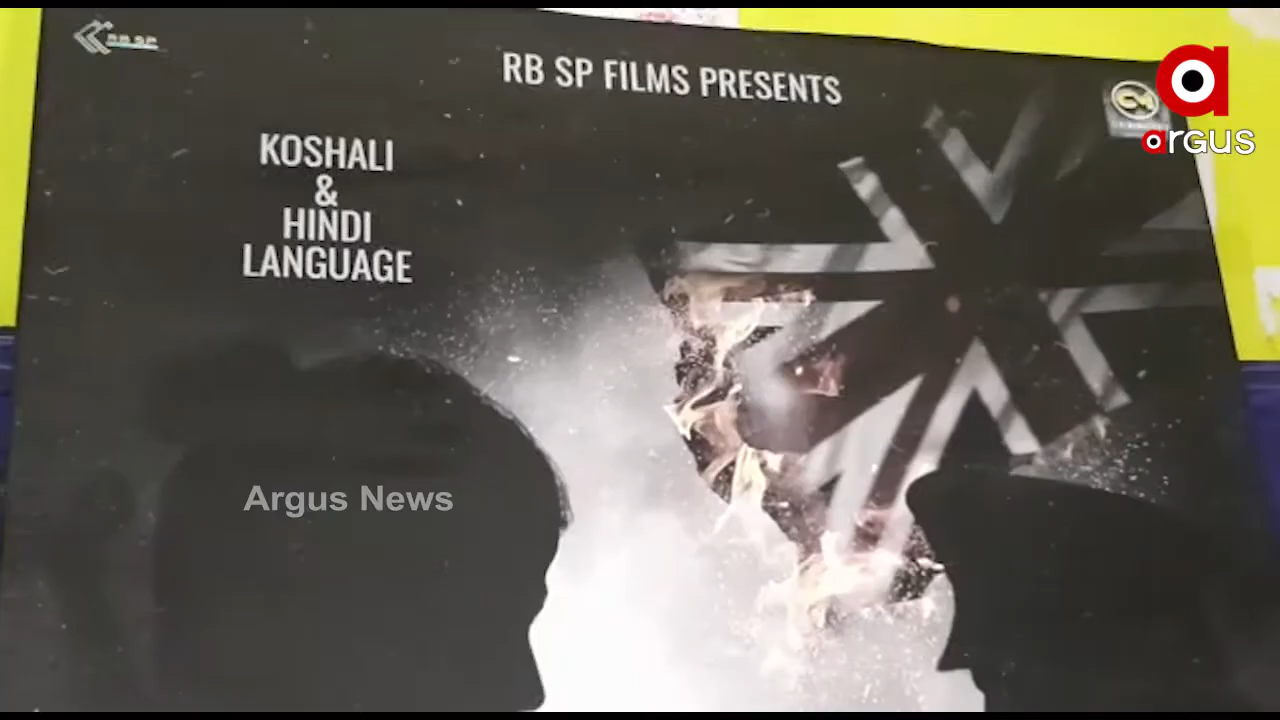 RB SP FILMS PRESENTS
KOSHALI
&
HINDI
LANGUAGE
argus
Argus News